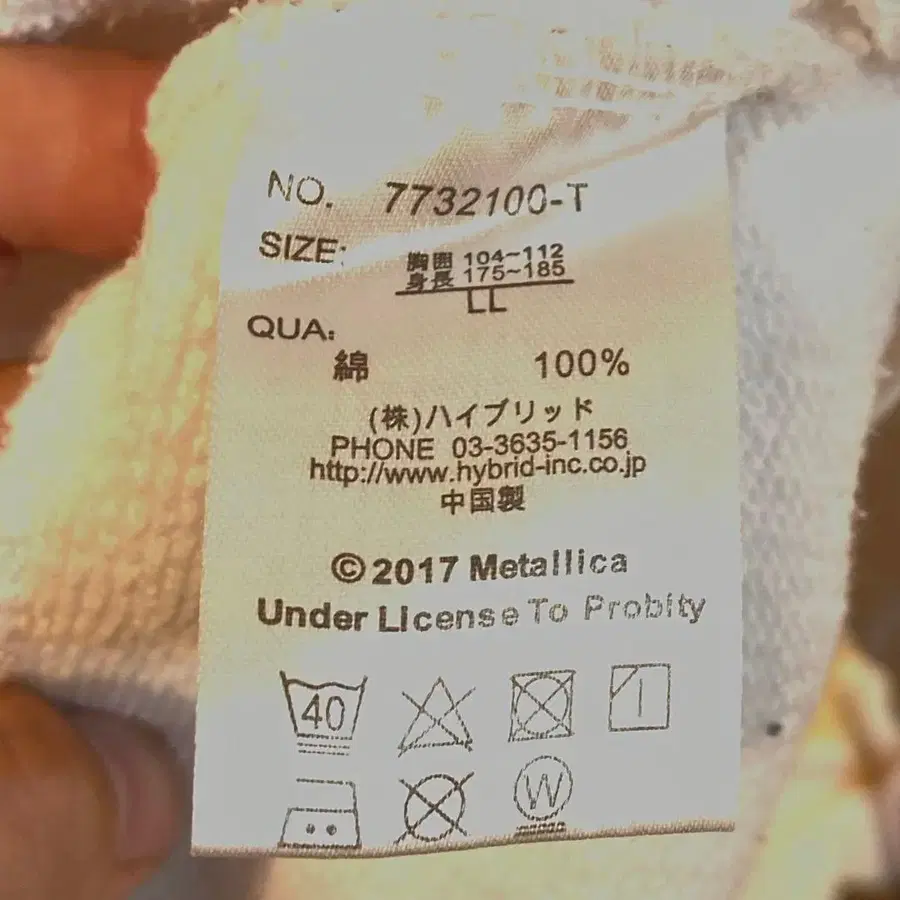 NO. 7732100-T
SIZE: 胸囲 104~112
身長 175~185
LL
QUA:
綿 100%
(株)ハイブリッド
PHONE 03-3635-1156
http://www.hybrid-inc.co.jp
中国製
©2017 Metallica
Under License To Probity
40
W